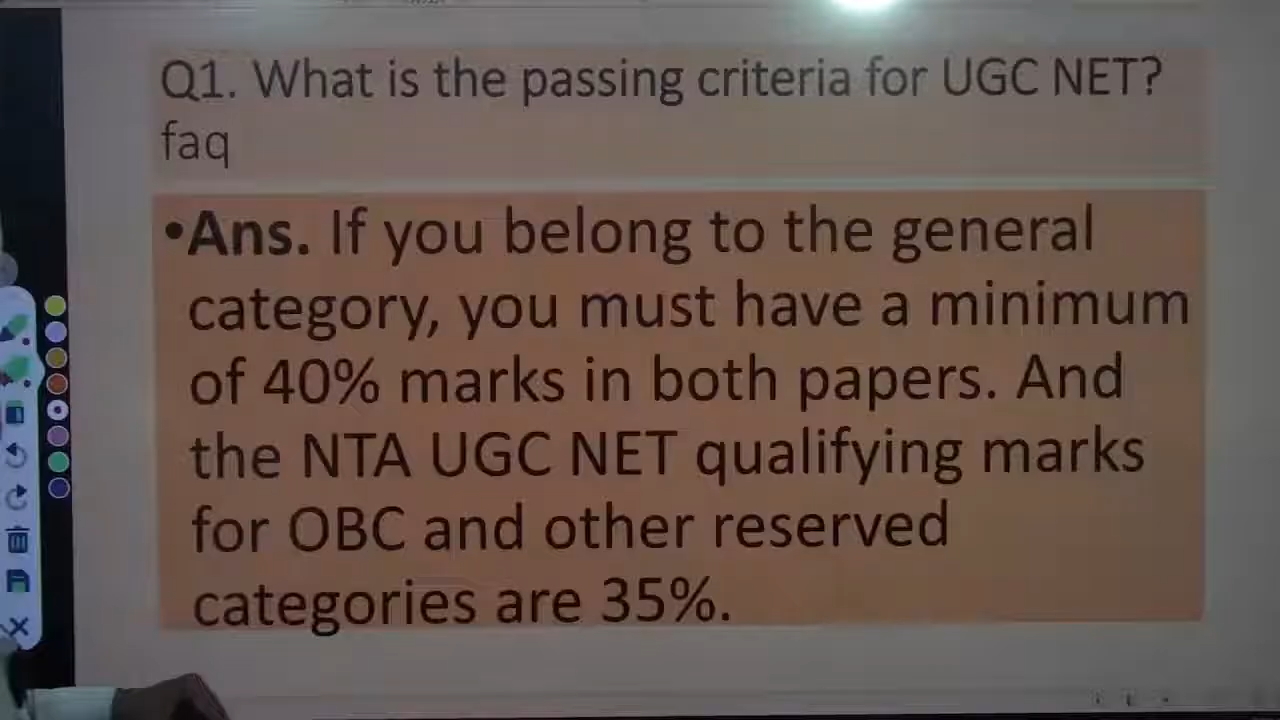 Q1. What is the passing criteria for UGC NET?
faq
•Ans. If you belong to the general
category, you must have a minimum
of 40% marks in both papers. And
the NTA UGC NET qualifying marks
for OBC and other reserved
categories are 35%.